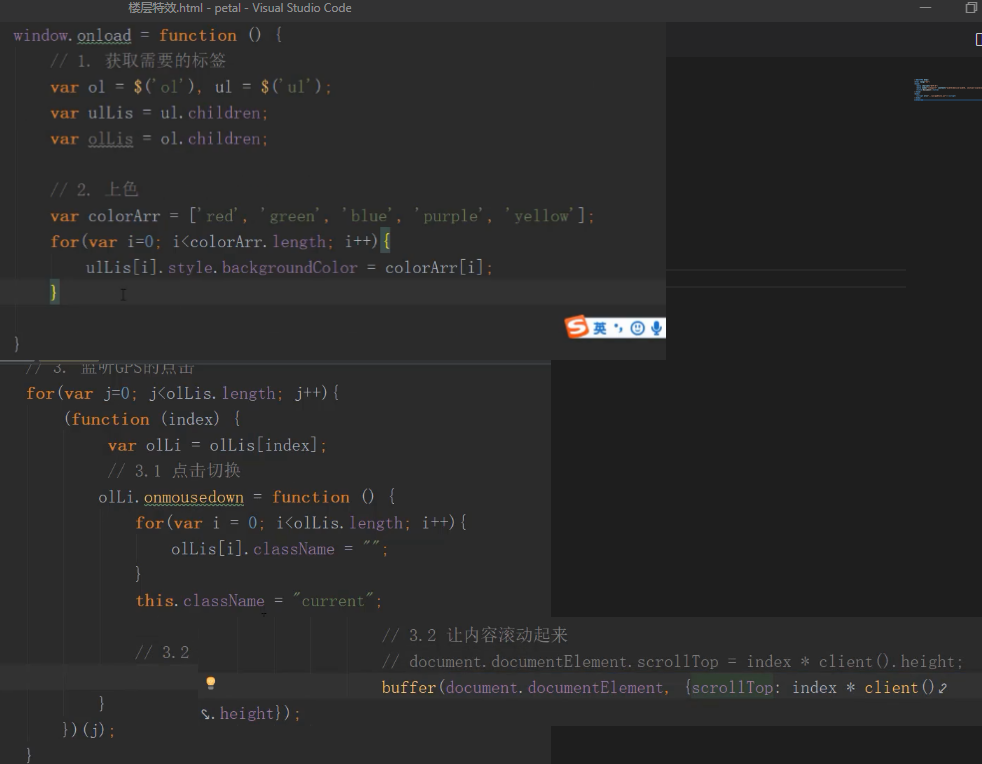 楼层特效.html - petal - Visual Studio Code
window.onload = function () {
// 1. 获取需要的标签
var ol = $('ol'), ul = $('ul');
var ulLis = ul.children;
var olLis = ol.children;
// 2. 上色
var colorArr = ['red', 'green', 'blue', 'purple', 'yellow'];
for(var i=0; i<colorArr.length; i++){
ulLis[i].style.backgroundColor = colorArr[i];
}
英
}
// 3. 监听GPS的点击
for(var j=0; j<olLis.length; j++){
(function (index) {
var olLi = olLis[index];
// 3.1 点击切换
olLi.onmousedown = function () {
for(var i = 0; i<olLis.length; i++){
olLis[i].className = "";
}
this.className = "current";
// 3.2
// 3.2 让内容滚动起来
// document.documentElement.scrollTop = index * client().height;
buffer(document.documentElement, {scrollTop: index * client()
.height});
}
})(j);
}